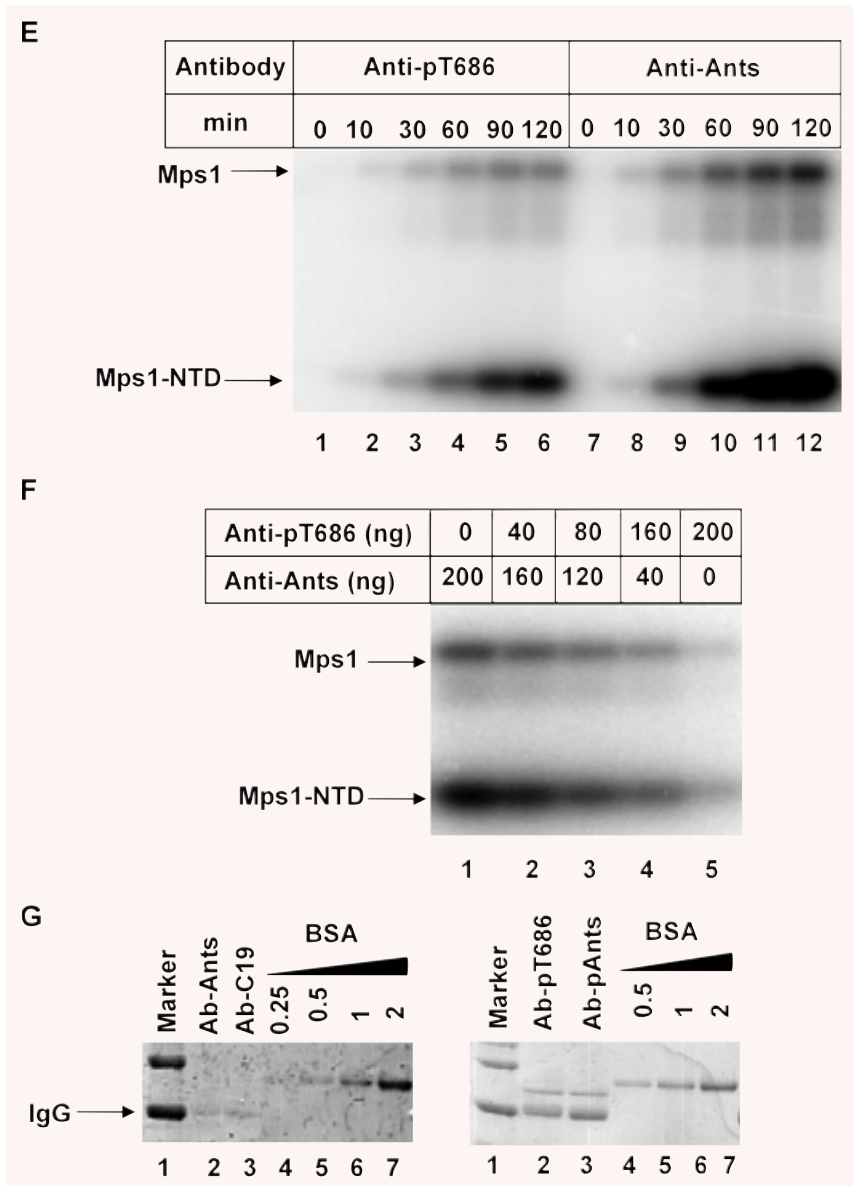 E
Antibody Anti-pT686 Anti-Ants
min 0 10 30 60 90 120 0 10 30 60 90 120
Mps1
Mps1-NTD
1 2 3 4 5 6 7 8 9 10 11 12
F
Anti-pT686 (ng) 0 40 80 160 200
Anti-Ants (ng) 200 160 120 40 0
Mps1
Mps1-NTD
1 2 3 4 5
G
Marker Ab-Ants Ab-C19 BSA 0.25 0.5 1 2
IgG
1 2 3 4 5 6 7
Marker Ab-pT686 Ab-pAnts BSA 0.5 1 2
1 2 3 4 5 6 7